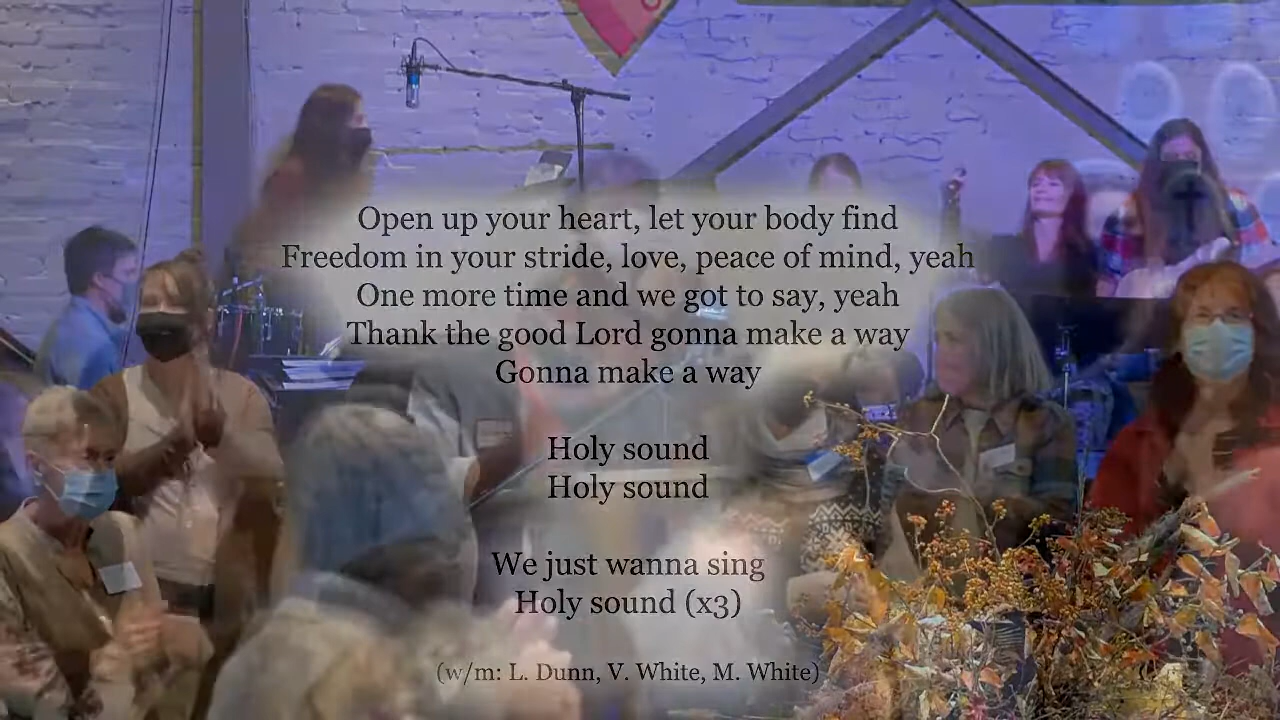 Open up your heart, let your body find
Freedom in your stride, love, peace of mind, yeah
One more time and we got to say, yeah
Thank the good Lord gonna make a way
Gonna make a way
Holy sound
Holy sound
We just wanna sing
Holy sound (x3)
(w/m: L. Dunn, V. White, M. White)